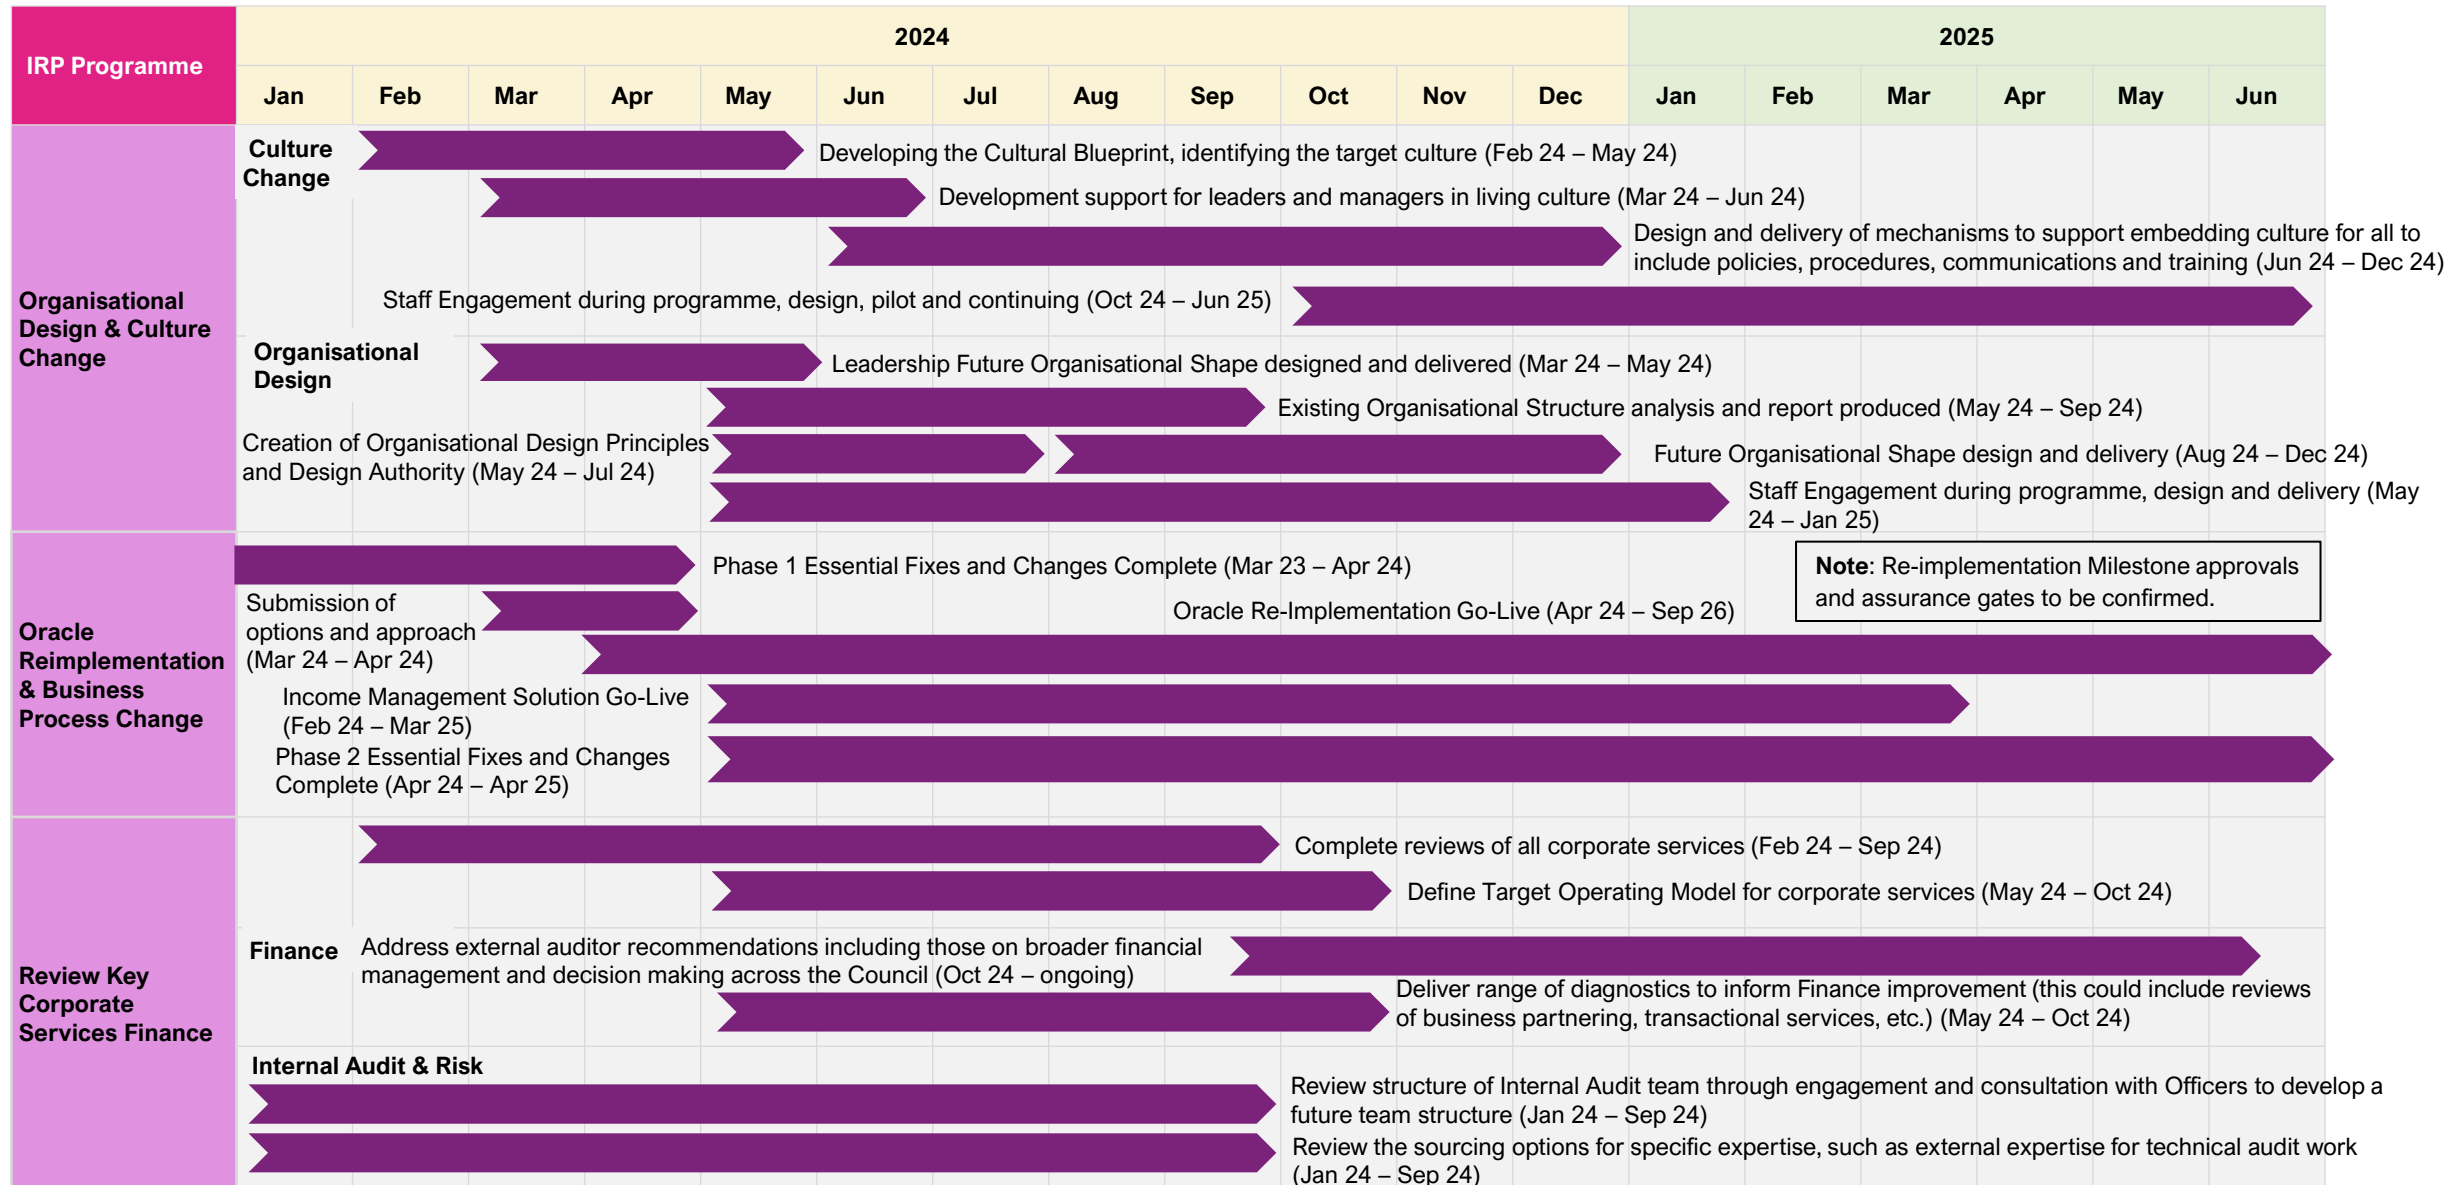 IRP Programme
2024
2025
Jan Feb Mar Apr May Jun Jul Aug Sep Oct Nov Dec Jan Feb Mar Apr May Jun
Organisational
Design & Culture
Change
Culture
Change
Developing the Cultural Blueprint, identifying the target culture (Feb 24 – May 24)
Development support for leaders and managers in living culture (Mar 24 – Jun 24)
Design and delivery of mechanisms to support embedding culture for all to
include policies, procedures, communications and training (Jun 24 – Dec 24)
Staff Engagement during programme, design, pilot and continuing (Oct 24 – Jun 25)
Organisational
Design
Leadership Future Organisational Shape designed and delivered (Mar 24 – May 24)
Existing Organisational Structure analysis and report produced (May 24 – Sep 24)
Creation of Organisational Design Principles
and Design Authority (May 24 – Jul 24)
Future Organisational Shape design and delivery (Aug 24 – Dec 24)
Staff Engagement during programme, design and delivery (May
24 – Jan 25)
Oracle
Reimplementation
& Business
Process Change
Phase 1 Essential Fixes and Changes Complete (Mar 23 – Apr 24)
Note: Re-implementation Milestone approvals
and assurance gates to be confirmed.
Submission of
options and approach
(Mar 24 – Apr 24)
Oracle Re-Implementation Go-Live (Apr 24 – Sep 26)
Income Management Solution Go-Live
(Feb 24 – Mar 25)
Phase 2 Essential Fixes and Changes
Complete (Apr 24 – Apr 25)
Review Key
Corporate
Services Finance
Complete reviews of all corporate services (Feb 24 – Sep 24)
Define Target Operating Model for corporate services (May 24 – Oct 24)
Finance
Address external auditor recommendations including those on broader financial
management and decision making across the Council (Oct 24 – ongoing)
Deliver range of diagnostics to inform Finance improvement (this could include reviews
of business partnering, transactional services, etc.) (May 24 – Oct 24)
Internal Audit & Risk
Review structure of Internal Audit team through engagement and consultation with Officers to develop a
future team structure (Jan 24 – Sep 24)
Review the sourcing options for specific expertise, such as external expertise for technical audit work
(Jan 24 – Sep 24)